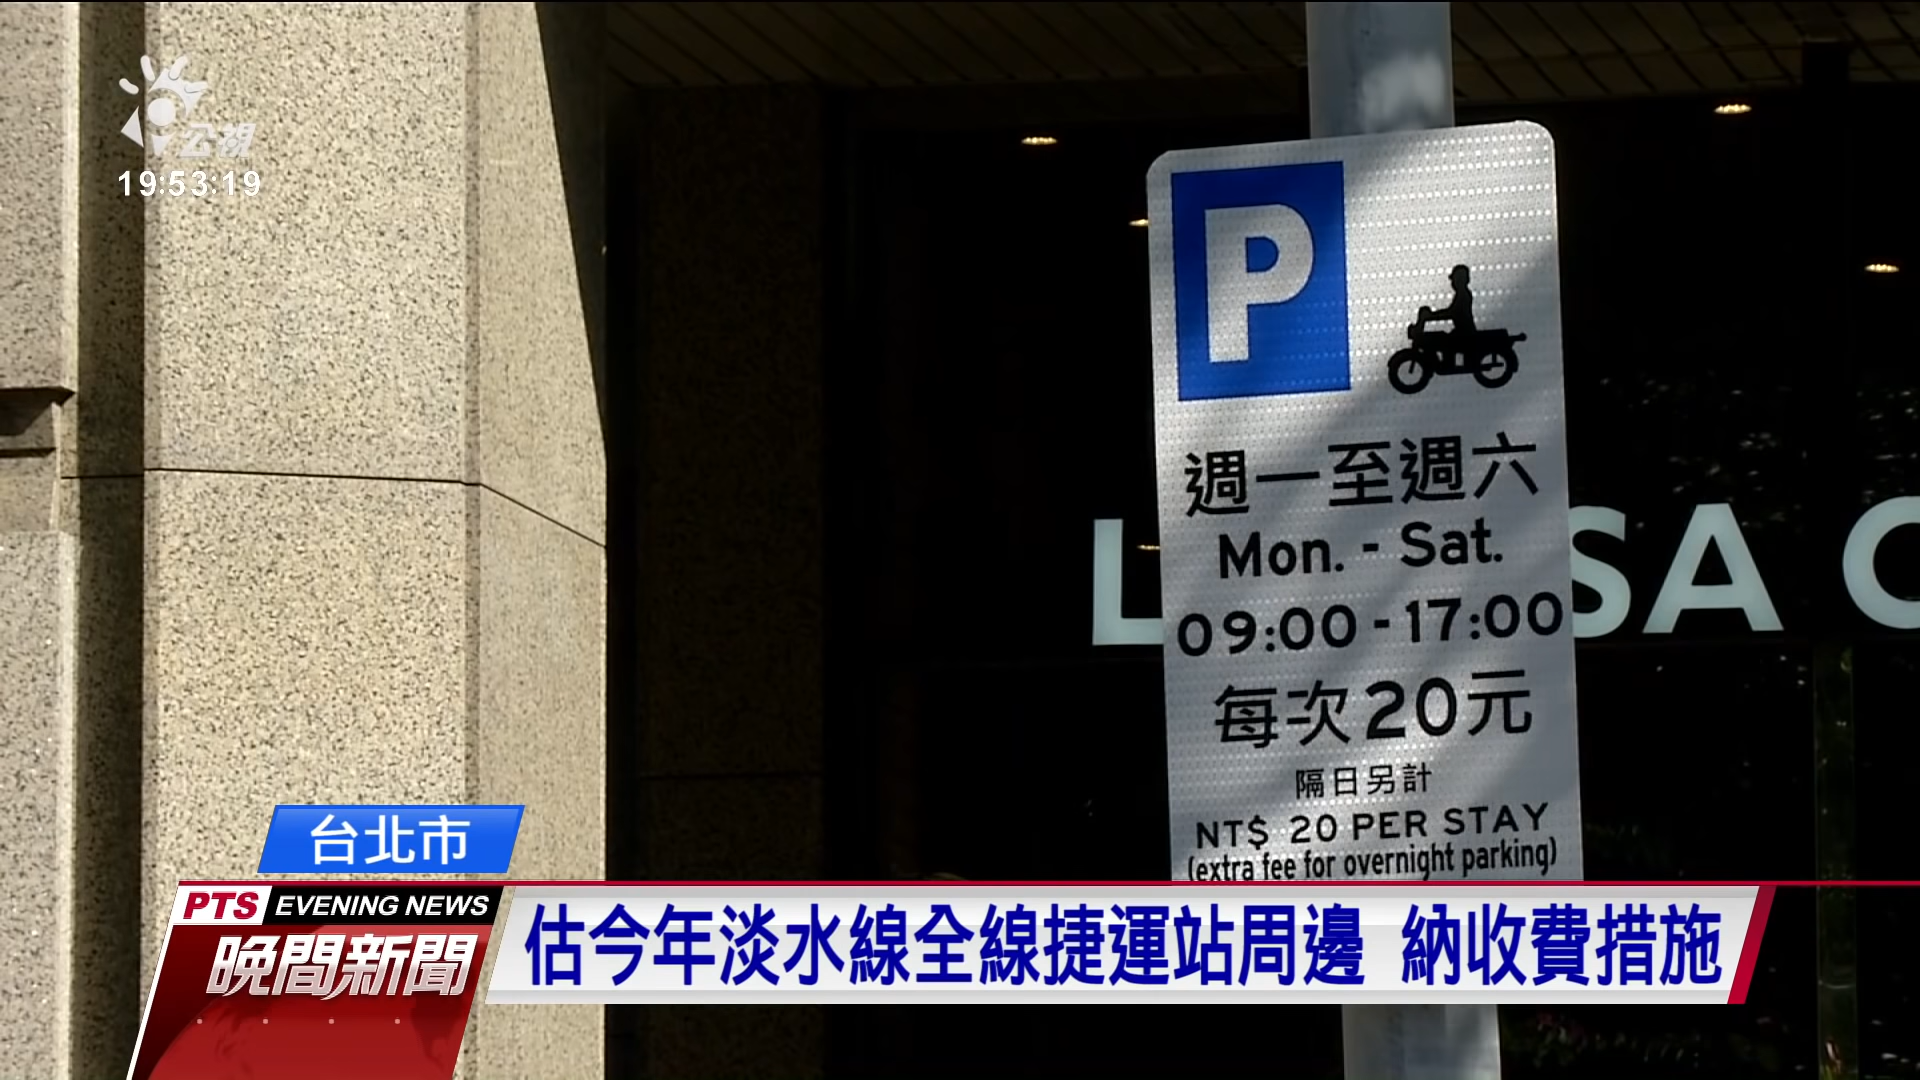 公視
19:53:19
P
週一至週六
Mon. - Sat.
09:00 - 17:00
每次20元
隔日另計
NT$ 20 PER STAY
(extra fee for overnight parking)
L
SA
台北市
PTS EVENING NEWS
晚間新聞
估今年淡水線全線捷運站周邊 納收費措施